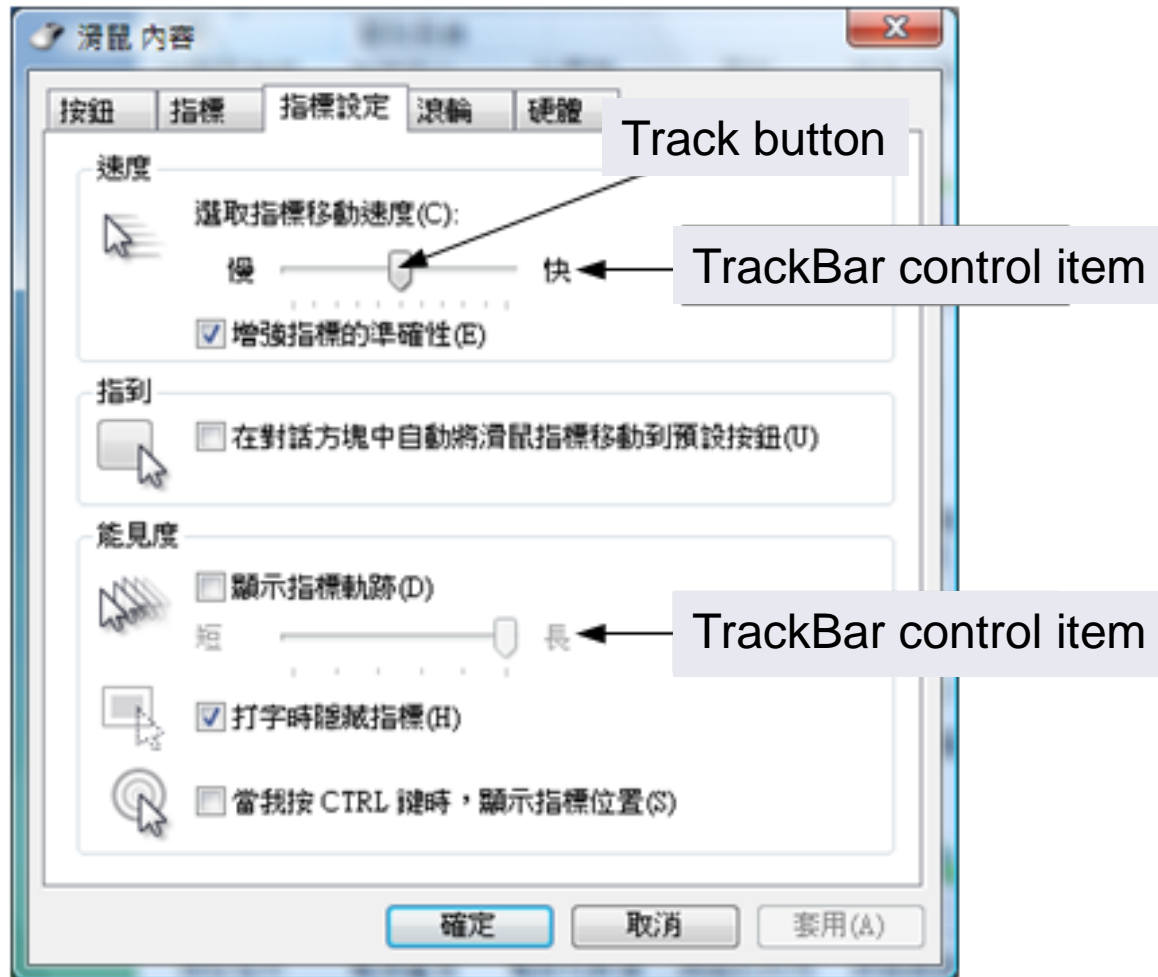 滑鼠 內容
按鈕 指標 指標設定 滾輪 硬體
Track button
速度
選取指標移動速度(C):
慢 快
TrackBar control item
增強指標的準確性(E)
指到
在對話方塊中自動將滑鼠指標移動到預設按鈕(U)
能見度
顯示指標軌跡(D)
短 長
TrackBar control item
打字時隱藏指標(H)
當我按 CTRL 鍵時，顯示指標位置(S)
確定 取消 套用(A)